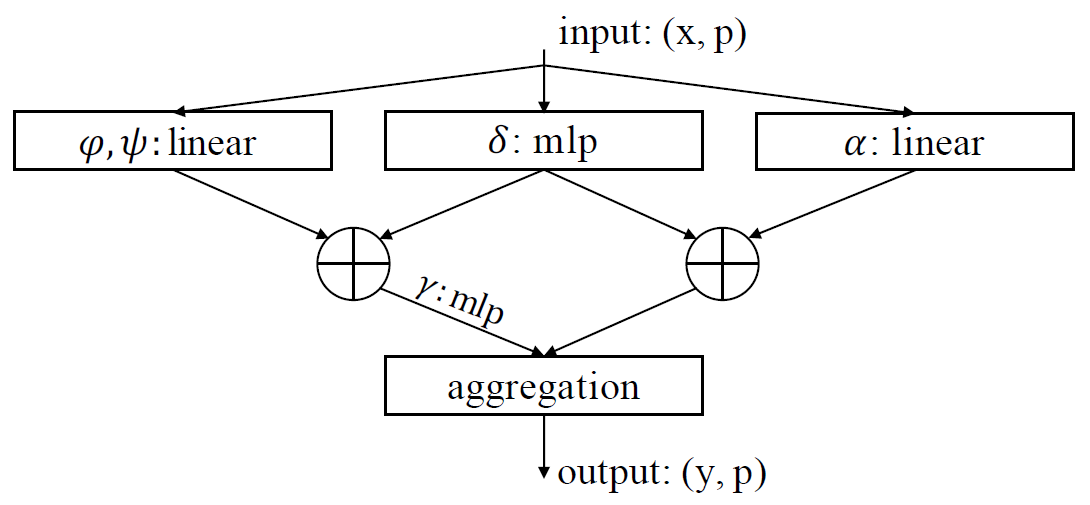 input: (x, p)
φ, ψ: linear
δ: mlp
α: linear
γ: mlp
aggregation
output: (y, p)